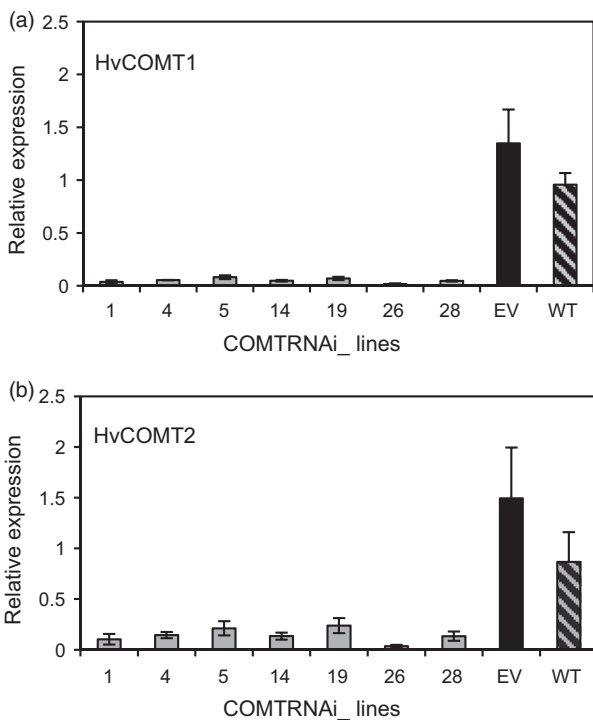 (a)
2.5
HvCOMT1
2
1.5
1
0.5
0
Relative expression
1 4 5 14 19 26 28 EV WT
COMTRNAi_ lines
(b)
2.5
HvCOMT2
2
1.5
1
0.5
0
Relative expression
1 4 5 14 19 26 28 EV WT
COMTRNAi_ lines